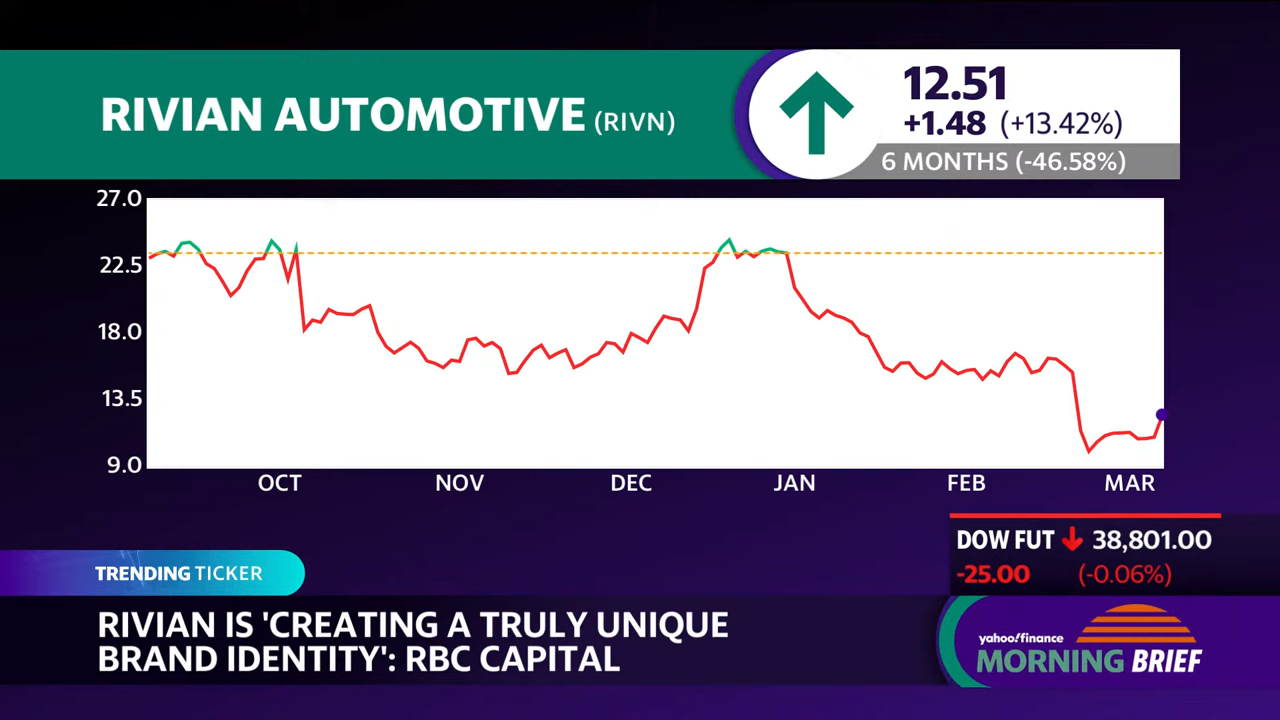 RIVIAN AUTOMOTIVE (RIVN)
12.51
+1.48 (+13.42%)
6 MONTHS (-46.58%)
27.0
22.5
18.0
13.5
9.0
OCT NOV DEC JAN FEB MAR
DOW FUT 38,801.00
-25.00 (-0.06%)
TRENDING TICKER
RIVIAN IS 'CREATING A TRULY UNIQUE
BRAND IDENTITY': RBC CAPITAL
yahoo!finance
MORNING BRIEF